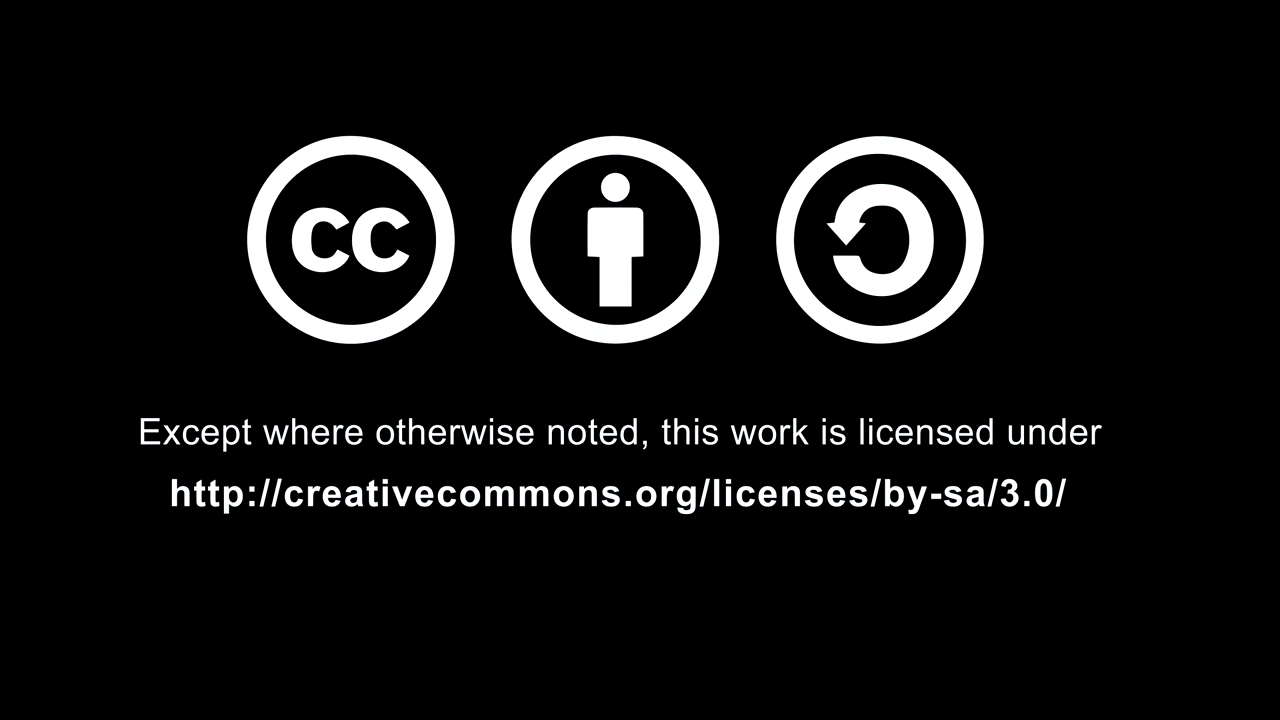 cc
Except where otherwise noted, this work is licensed under
http://creativecommons.org/licenses/by-sa/3.0/